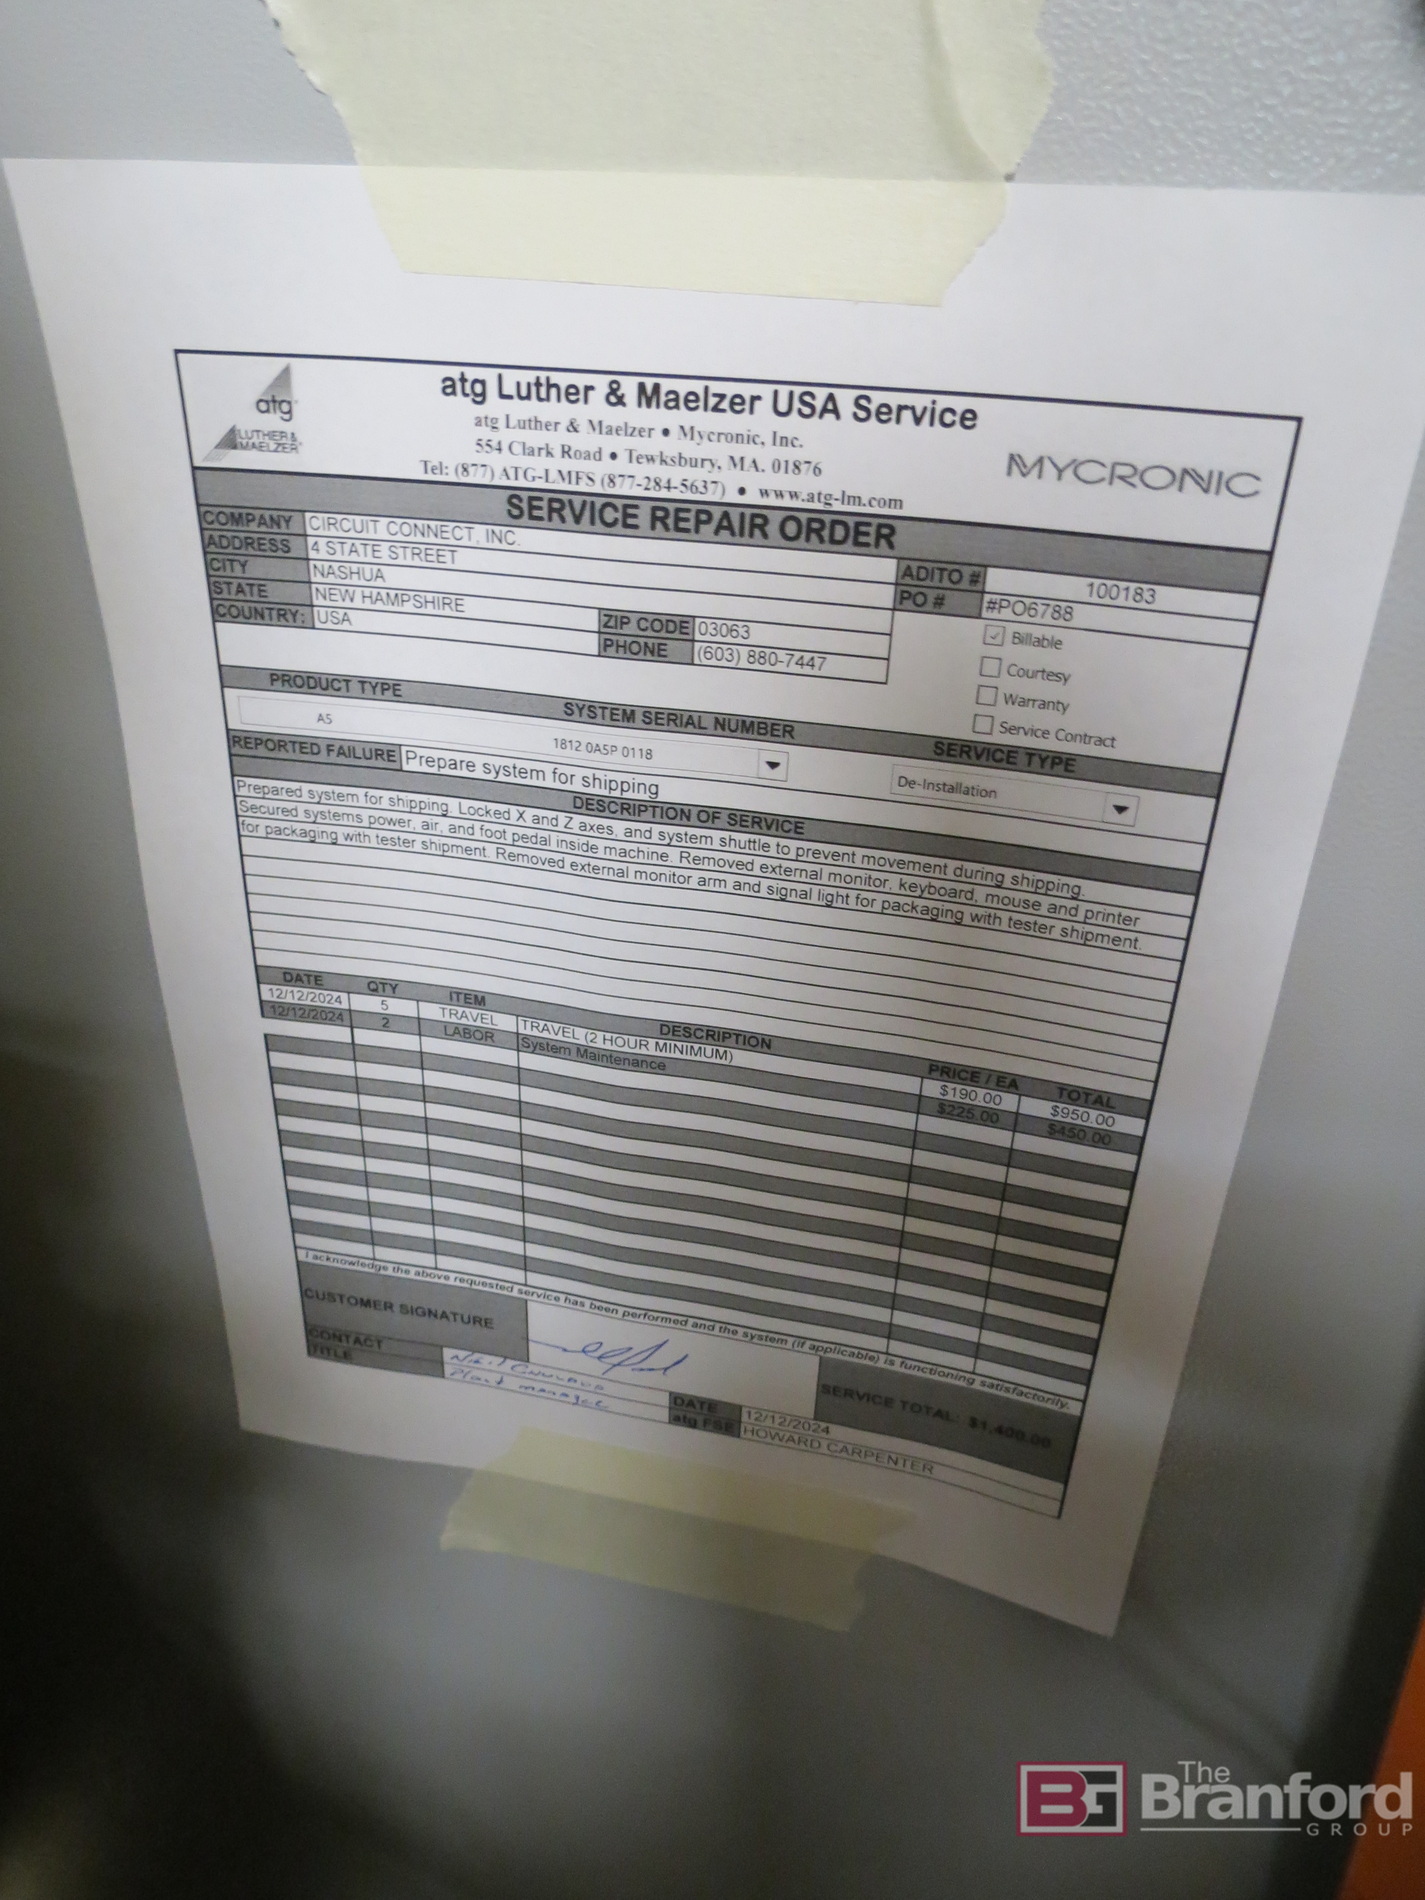 atg
LUTHER &
MAELZER
atg Luther & Maelzer USA Service
atg Luther & Maelzer • Mycronic, Inc.
554 Clark Road • Tewksbury, MA. 01876
Tel: (877) ATG-LMFS (877-284-5637) • www.atg-lm.com
MYCRONIC
SERVICE REPAIR ORDER
COMPANY CIRCUIT CONNECT, INC.
ADDRESS 4 STATE STREET
CITY NASHUA
STATE NEW HAMPSHIRE
COUNTRY: USA
ZIP CODE 03063
PHONE (603) 880-7447
ADITO # 100183
PO # #PO6788
Billable
Courtesy
Warranty
Service Contract
PRODUCT TYPE SYSTEM SERIAL NUMBER SERVICE TYPE
A5 1812 0A5P 0118 De-Installation
REPORTED FAILURE Prepare system for shipping
DESCRIPTION OF SERVICE
Prepared system for shipping. Locked X and Z axes, and system shuttle to prevent movement during shipping.
Secured systems power, air, and foot pedal inside machine. Removed external monitor, keyboard, mouse and printer
for packaging with tester shipment. Removed external monitor arm and signal light for packaging with tester shipment.
DATE QTY ITEM DESCRIPTION PRICE / EA TOTAL
12/12/2024 5 TRAVEL TRAVEL (2 HOUR MINIMUM) $190.00 $950.00
12/12/2024 2 LABOR System Maintenance $225.00 $450.00
I acknowledge the above requested service has been performed and the system (if applicable) is functioning satisfactorily.
CUSTOMER SIGNATURE
CONTACT
TITLE Plant manager
SERVICE TOTAL: $1,400.00
DATE 12/12/2024
atg FSE HOWARD CARPENTER
BG The
Branford
GROUP